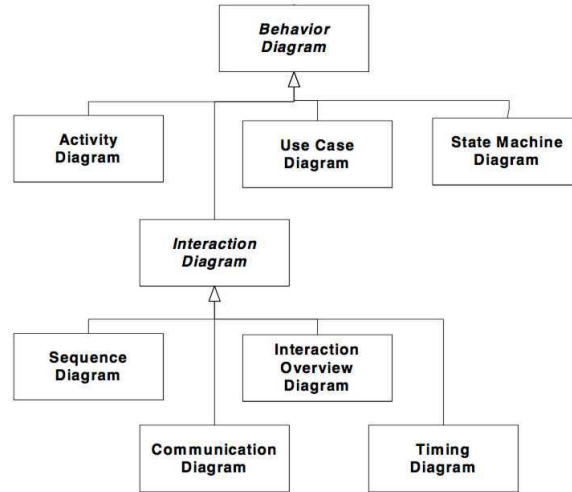 Behavior
Diagram
Activity
Diagram
Use Case
Diagram
State Machine
Diagram
Interaction
Diagram
Sequence
Diagram
Interaction
Overview
Diagram
Communication
Diagram
Timing
Diagram